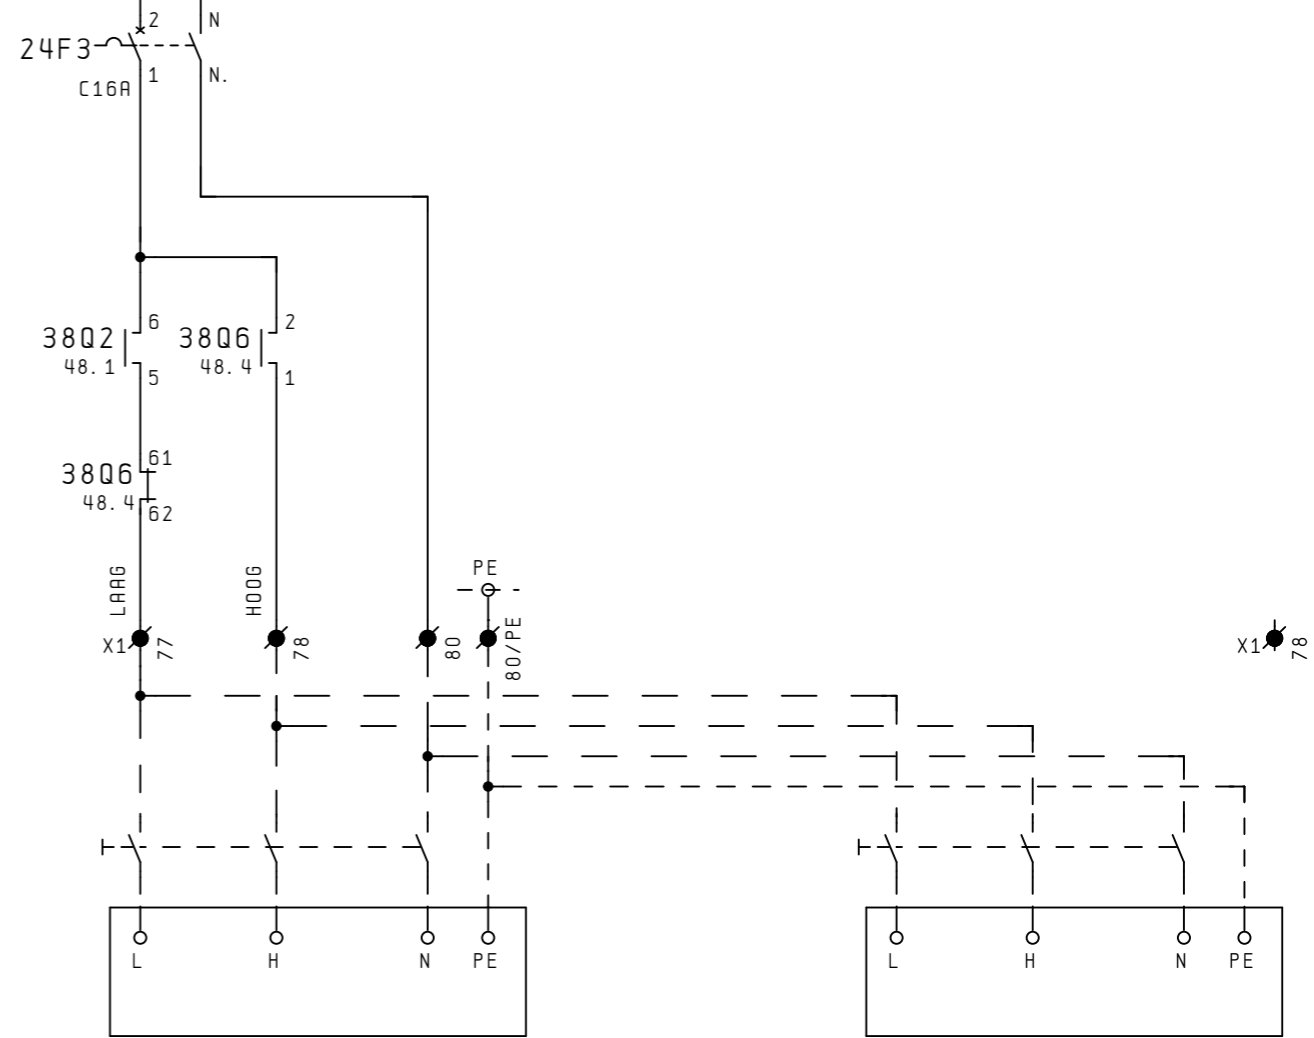 2 N
24F3
1 N.
C16A
6 2
38Q2 38Q6
48.1 48.4
5 1
61
38Q6
48.4
62
PE
LAAG HOOG
X1 77 78 80 80/PE X1 78
L H N PE L H N PE